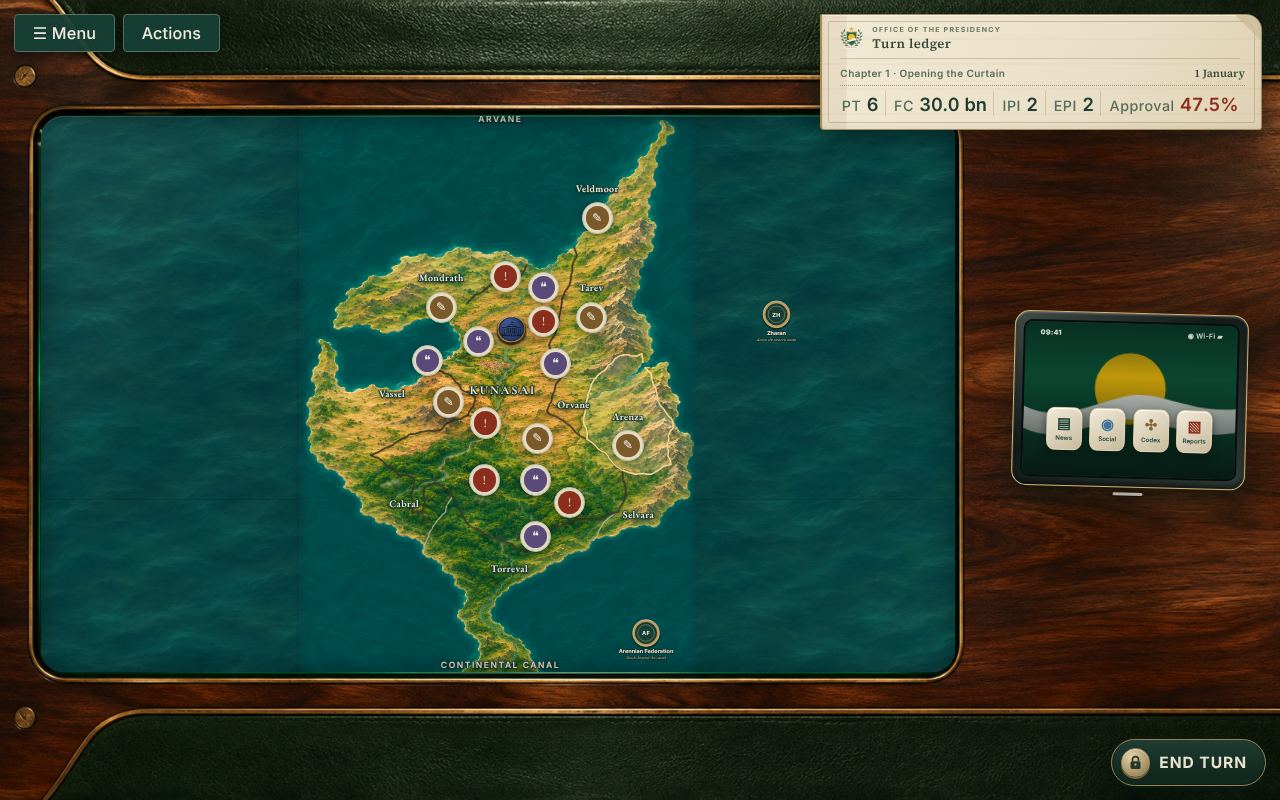 ☰ Menu
Actions
OFFICE OF THE PRESIDENCY
Turn ledger
Chapter 1 · Opening the Curtain
1 January
PT 6
FC 30.0 bn
IPI 2
EPI 2
Approval 47.5%
ARVANE
Veldmoor
Mondrath
Tarev
ZH
Zharan
Vassel
KUNASAI
Orvane
Arenza
Cabral
Selvara
Torreval
AF
Arennian Federation
CONTINENTAL CANAL
09:41
Wi-Fi
News
Social
Codex
Reports
END TURN